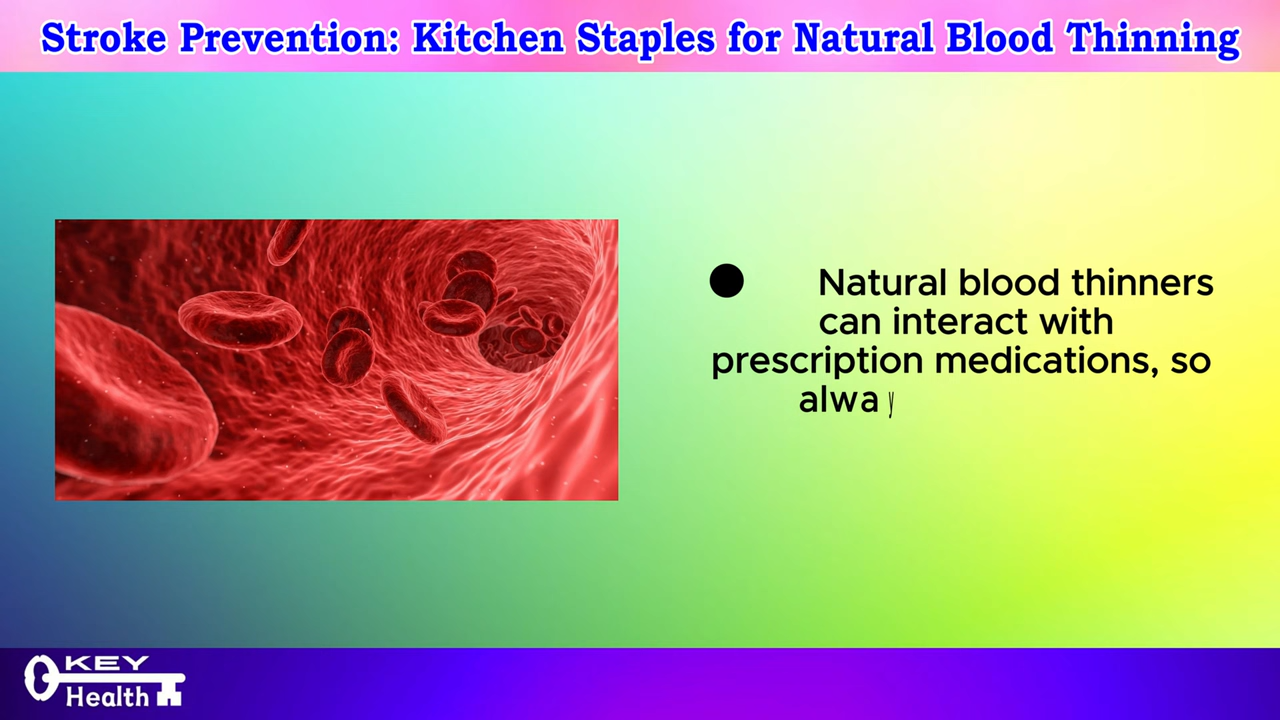 Stroke Prevention: Kitchen Staples for Natural Blood Thinning
● Natural blood thinners
can interact with
prescription medications, so
alway
KEY
Health